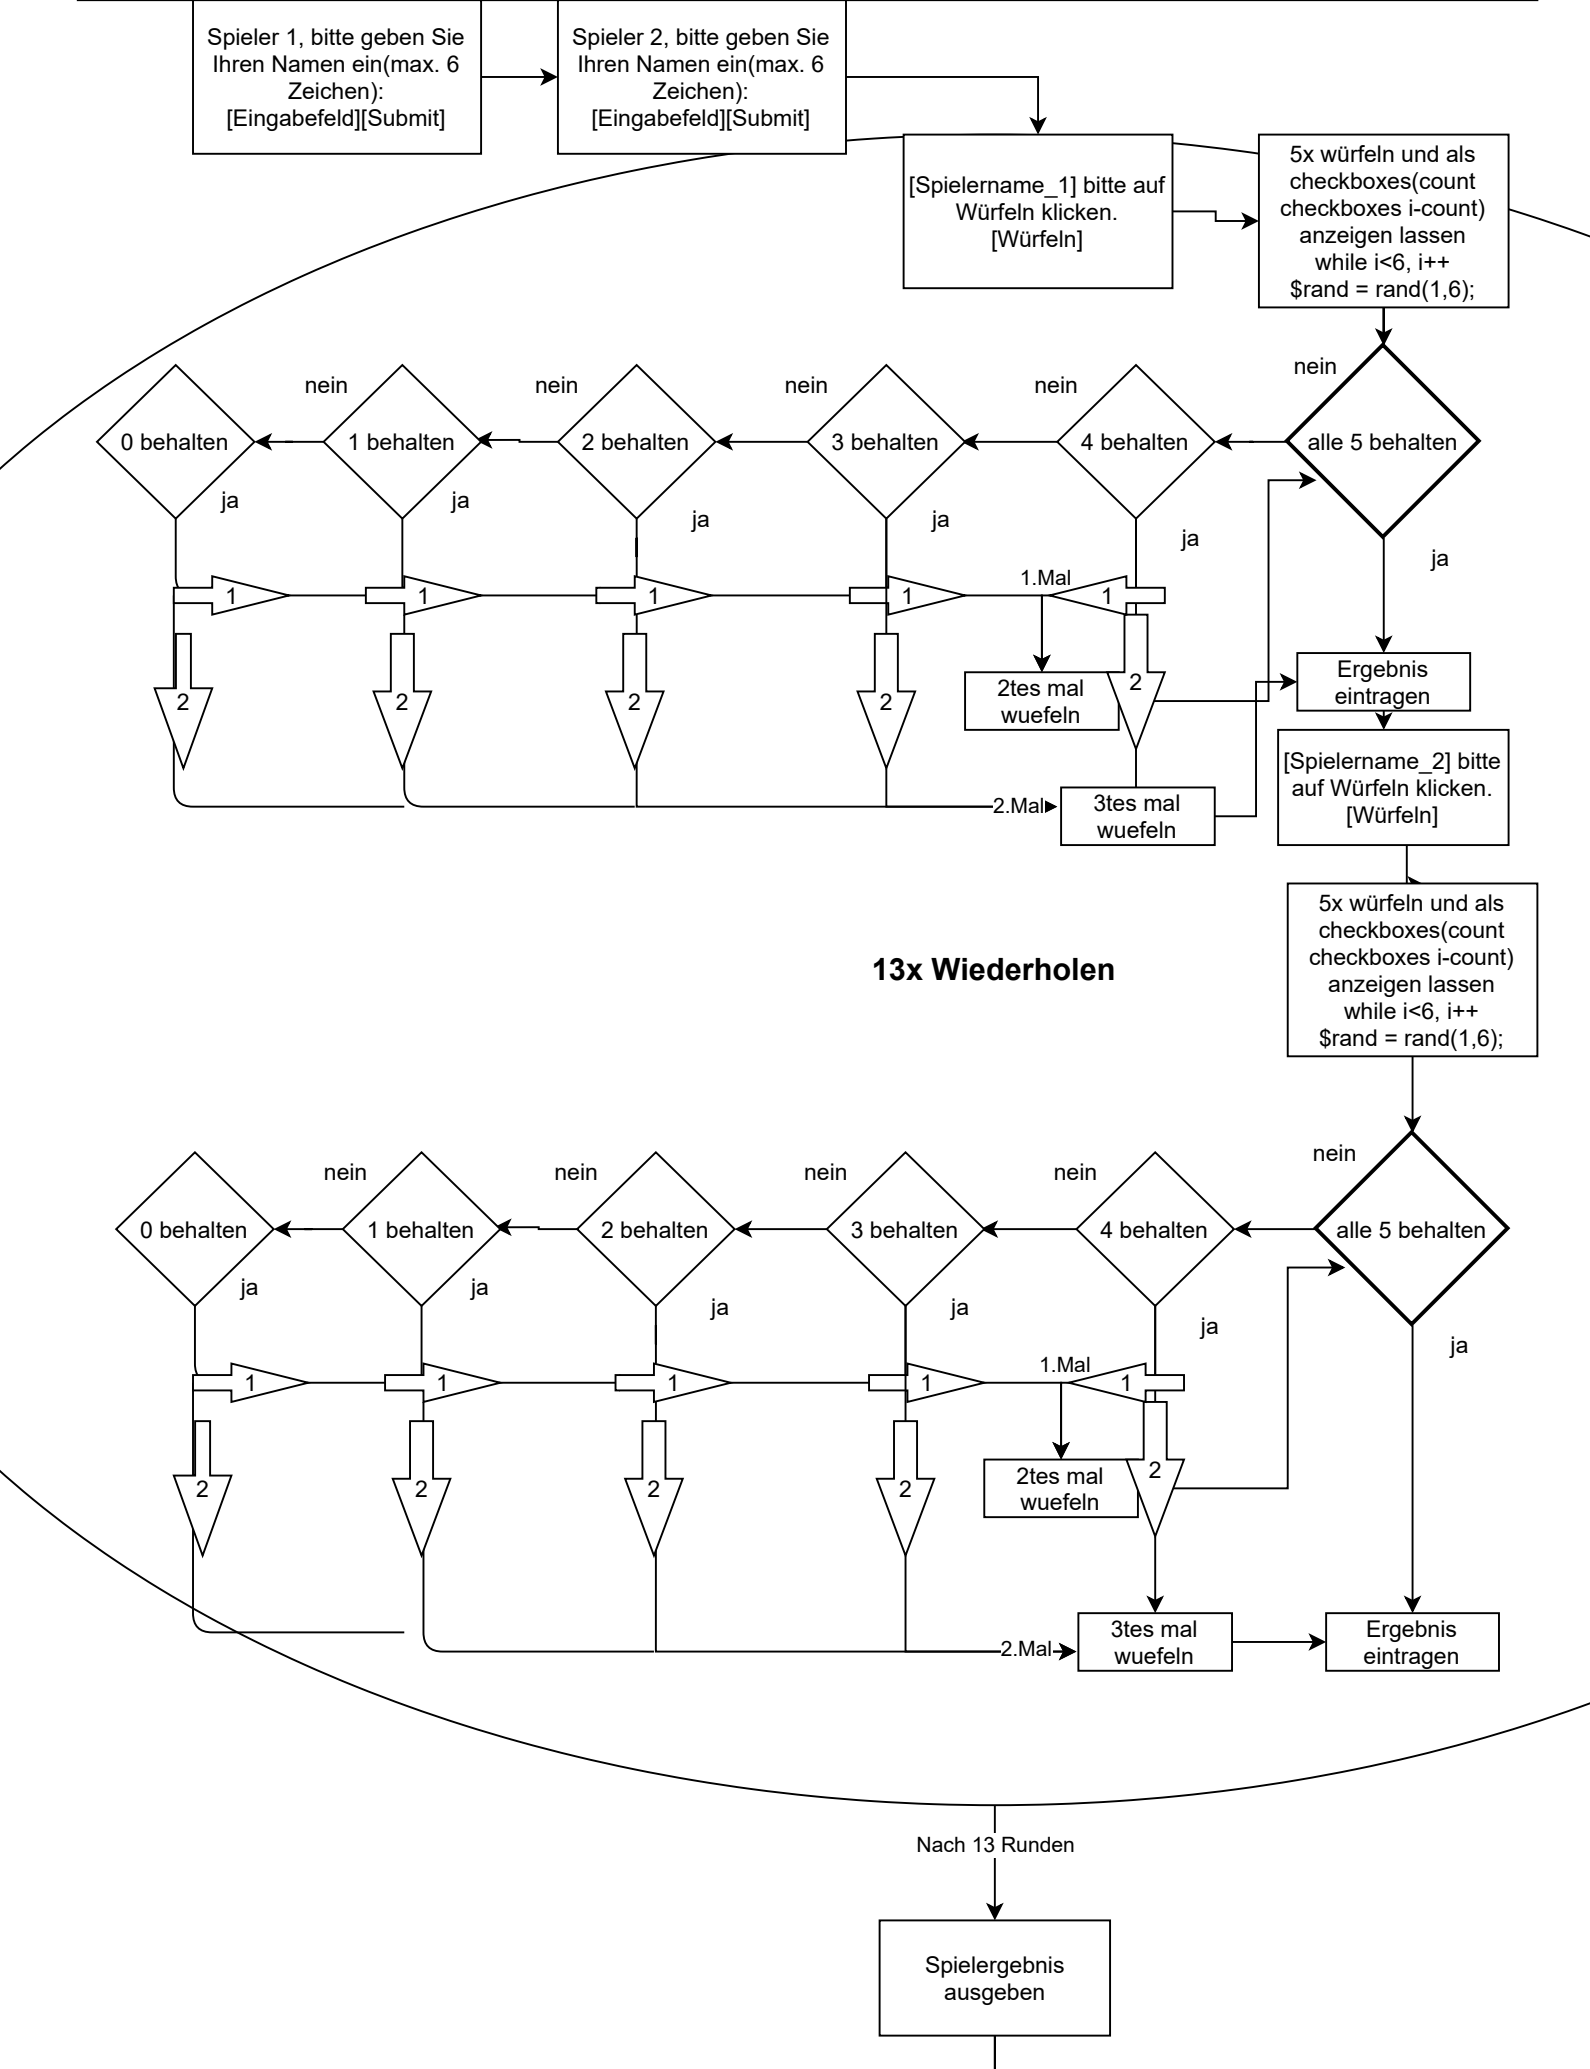 Spieler 1, bitte geben Sie
Ihren Namen ein(max. 6
Zeichen):
[Eingabefeld][Submit]
Spieler 2, bitte geben Sie
Ihren Namen ein(max. 6
Zeichen):
[Eingabefeld][Submit]
[Spielername_1] bitte auf
Würfeln klicken.
[Würfeln]
5x würfeln und als
checkboxes(count
checkboxes i-count)
anzeigen lassen
while i<6, i++
$rand = rand(1,6);
nein
nein
nein
nein
nein
0 behalten
1 behalten
2 behalten
3 behalten
4 behalten
alle 5 behalten
ja
ja
ja
ja
ja
ja
1
1
1
1
1.Mal
1
2
2
2
2
2tes mal
wuefeln
2
Ergebnis
eintragen
[Spielername_2] bitte
auf Würfeln klicken.
[Würfeln]
2.Mal
3tes mal
wuefeln
5x würfeln und als
checkboxes(count
checkboxes i-count)
anzeigen lassen
while i<6, i++
$rand = rand(1,6);
13x Wiederholen
nein
nein
nein
nein
nein
0 behalten
1 behalten
2 behalten
3 behalten
4 behalten
alle 5 behalten
ja
ja
ja
ja
ja
ja
1
1
1
1
1.Mal
1
2
2
2
2
2tes mal
wuefeln
2
2.Mal
3tes mal
wuefeln
Ergebnis
eintragen
Nach 13 Runden
Spielergebnis
ausgeben